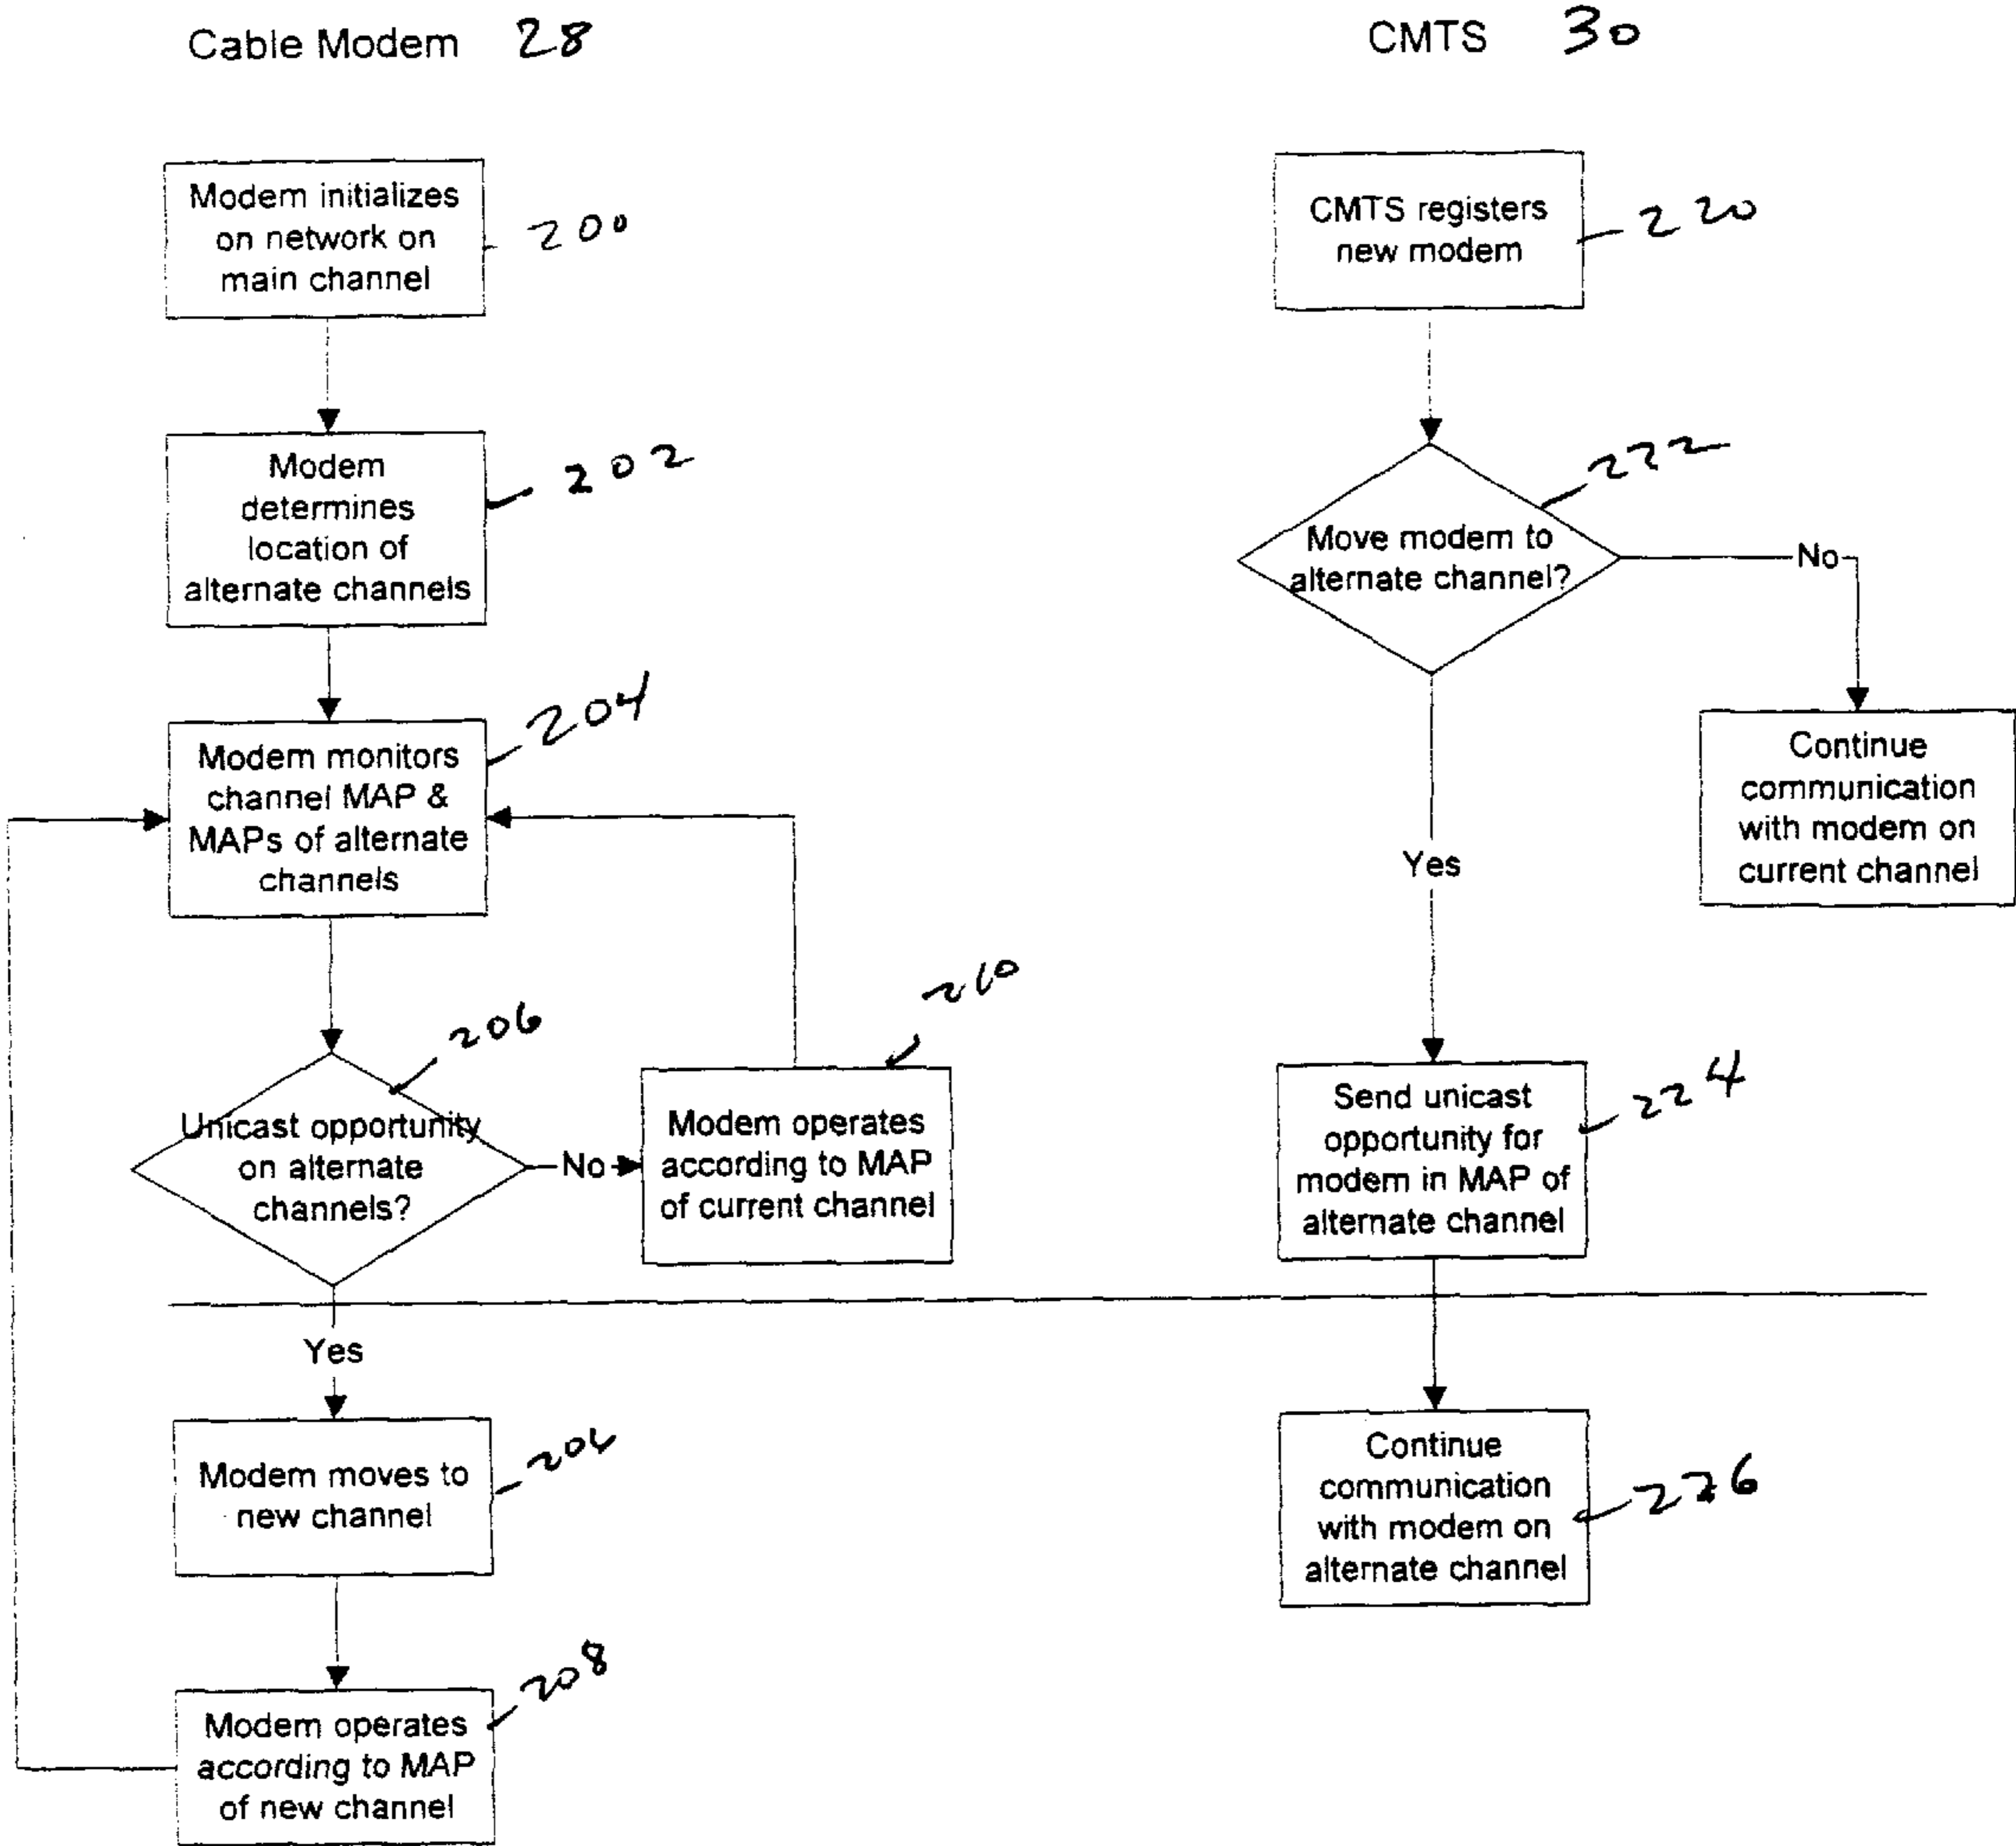 Cable Modem 28
Modem initializes
on network on
main channel
200
Modem
determines
location of
alternate channels
202
Modem monitors
channel MAP &
MAPs of alternate
channels
204
Unicast opportunity
on alternate
channels?
206
No
Modem operates
according to MAP
of current channel
210
Yes
Modem moves to
new channel
206
Modem operates
according to MAP
of new channel
208
CMTS 30
CMTS registers
new modem
220
Move modem to
alternate channel?
222
No
Continue
communication
with modem on
current channel
Yes
Send unicast
opportunity for
modem in MAP of
alternate channel
224
Continue
communication
with modem on
alternate channel
226